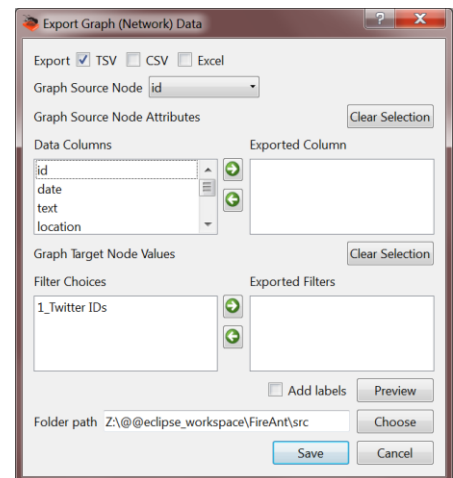 Export Graph (Network) Data
Export TSV CSV Excel
Graph Source Node id
Graph Source Node Attributes Clear Selection
Data Columns Exported Column
id
date
text
location
Graph Target Node Values Clear Selection
Filter Choices Exported Filters
1_Twitter IDs
Add labels Preview
Folder path Z:\@@eclipse_workspace\FireAnt\src Choose
Save Cancel